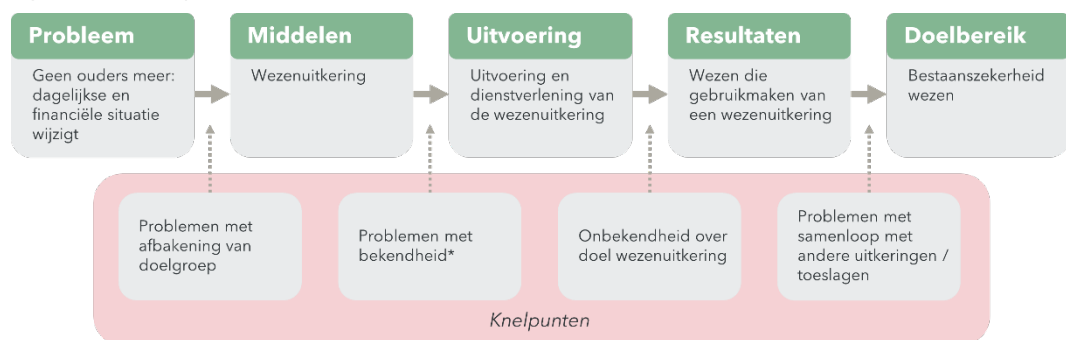 Probleem
Geen ouders meer:
dagelijkse en
financiële situatie
wijzigt
Middelen
Wezenuitkering
Uitvoering
Uitvoering en
dienstverlening van
de wezenuitkering
Resultaten
Wezen die
gebruikmaken van
een wezenuitkering
Doelbereik
Bestaanszekerheid
wezen
Problemen met
afbakening van
doelgroep
Problemen met
bekendheid*
Onbekendheid over
doel wezenuitkering
Problemen met
samenloop met
andere uitkeringen /
toeslagen
Knelpunten